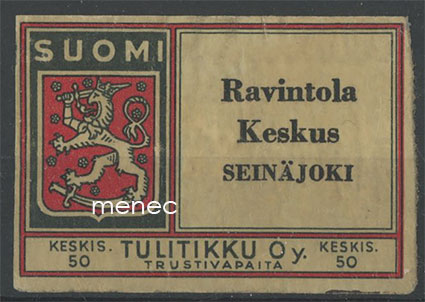 SUOMI
Ravintola
Keskus
SEINÄJOKI
menec
KESKIS.
50
TULITIKKU Oy.
TRUSTIVAPAITA
KESKIS.
50